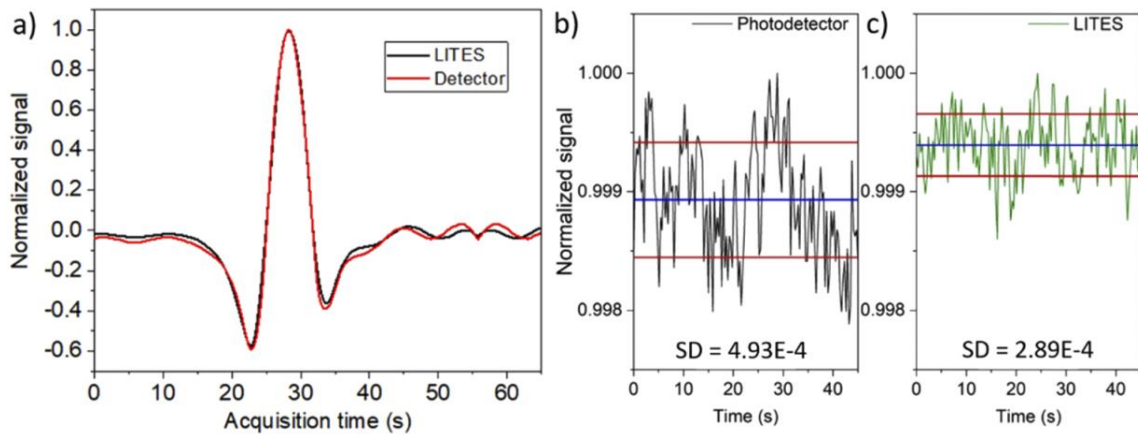 a)
Normalized signal
1.0
0.8
0.6
0.4
0.2
0.0
-0.2
-0.4
-0.6
LITES
Detector
0 10 20 30 40 50 60
Acquisition time (s)
b)
Photodetector
Normalized signal
1.000
0.999
0.998
SD = 4.93E-4
0 10 20 30 40
Time (s)
c)
LITES
1.000
0.999
0.998
SD = 2.89E-4
0 10 20 30 40
Time (s)